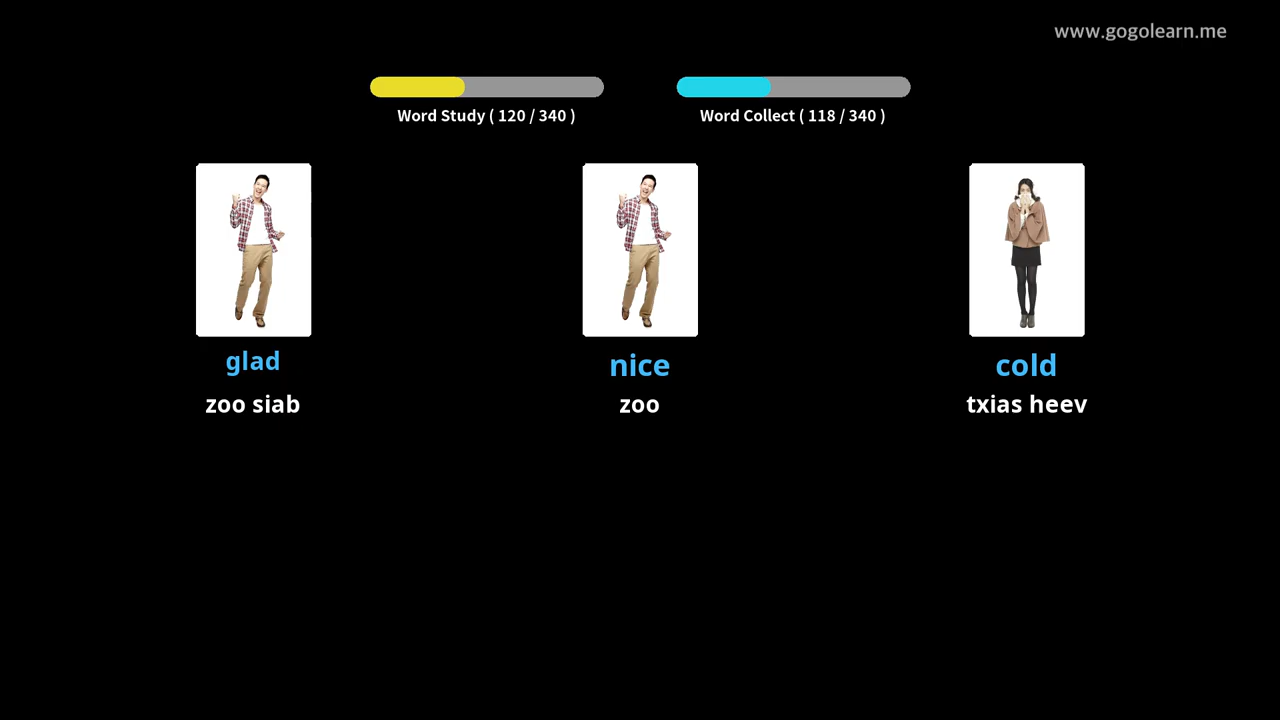 www.gogolearn.me
Word Study ( 120 / 340 )
Word Collect ( 118 / 340 )
glad
nice
cold
zoo siab
zoo
txias heev